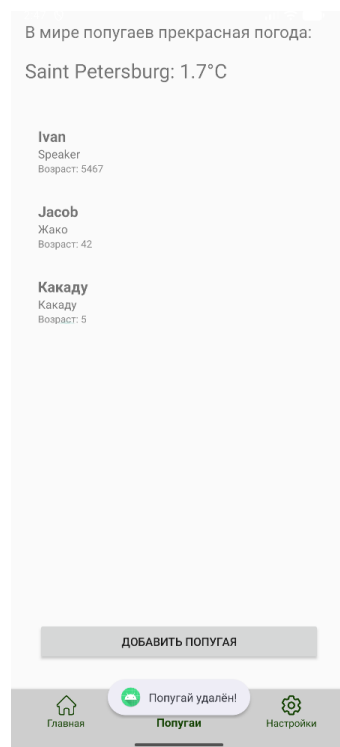 В мире попугаев прекрасная погода:
Saint Petersburg: 1.7°C
Ivan
Speaker
Возраст: 5467
Jacob
Жако
Возраст: 42
Какаду
Какаду
Возраст: 5
ДОБАВИТЬ ПОПУГАЯ
Попугай удалён!
Главная
Попугаи
Настройки